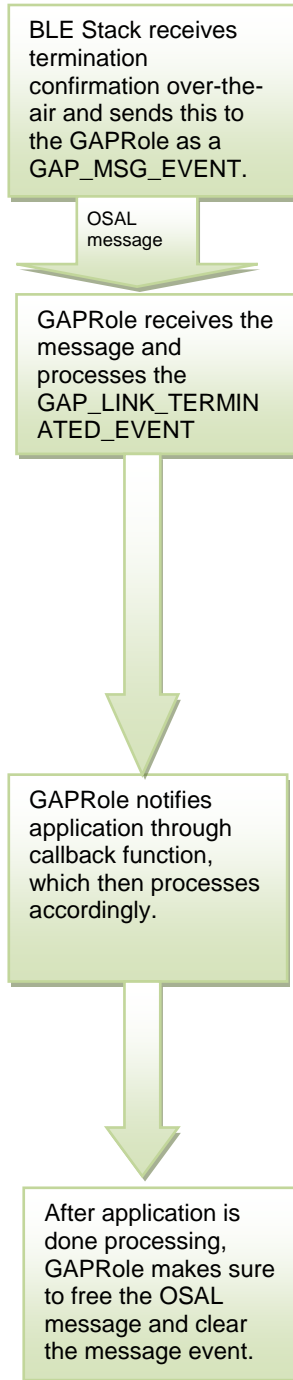 BLE Stack receives
termination
confirmation over-the-
air and sends this to
the GAPRole as a
GAP_MSG_EVENT.
OSAL
message
GAPRole receives the
message and
processes the
GAP_LINK_TERMIN
ATED_EVENT
GAPRole notifies
application through
callback function,
which then processes
accordingly.
After application is
done processing,
GAPRole makes sure
to free the OSAL
message and clear
the message event.